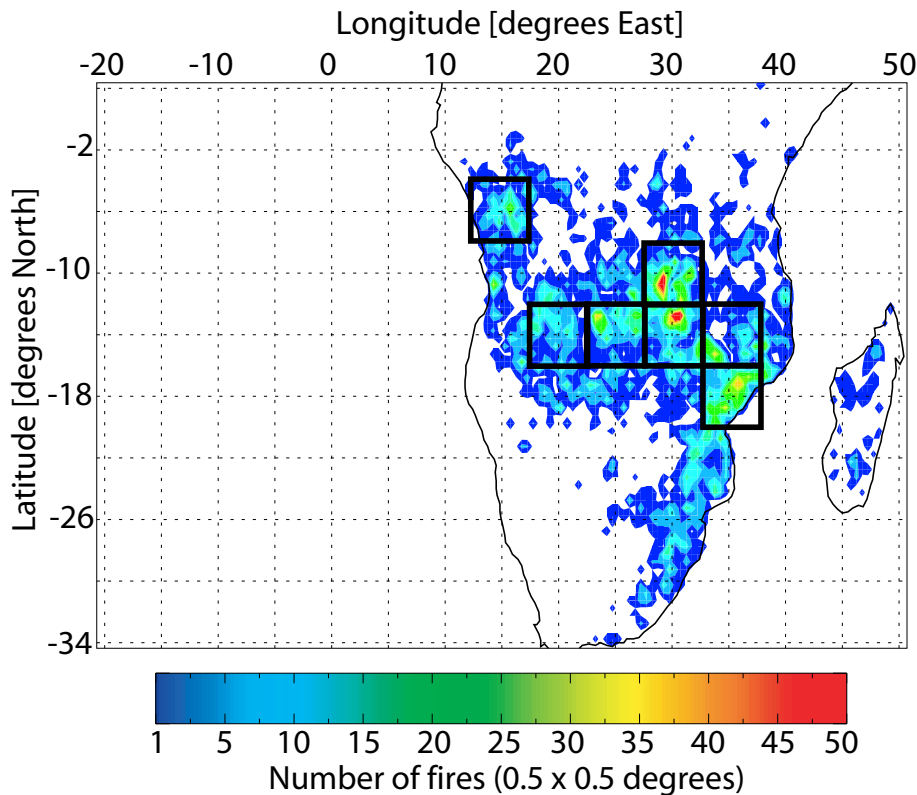 Longitude [degrees East]
-20 -10 0 10 20 30 40 50
Latitude [degrees North]
-2
-10
-18
-26
-34
1 5 10 15 20 25 30 35 40 45 50
Number of fires (0.5 x 0.5 degrees)